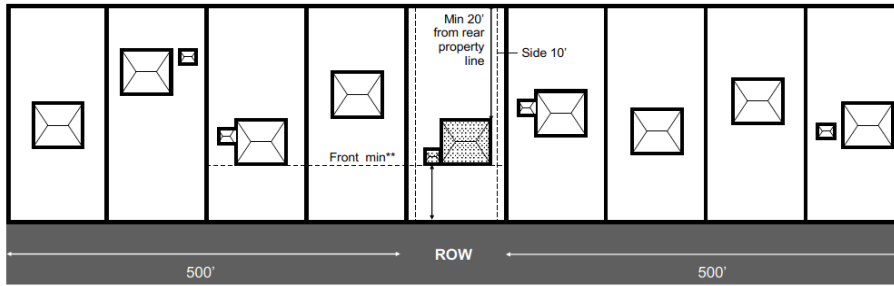 Min 20'
from rear
property
line
Side 10'
Front min**
ROW
500'
500'